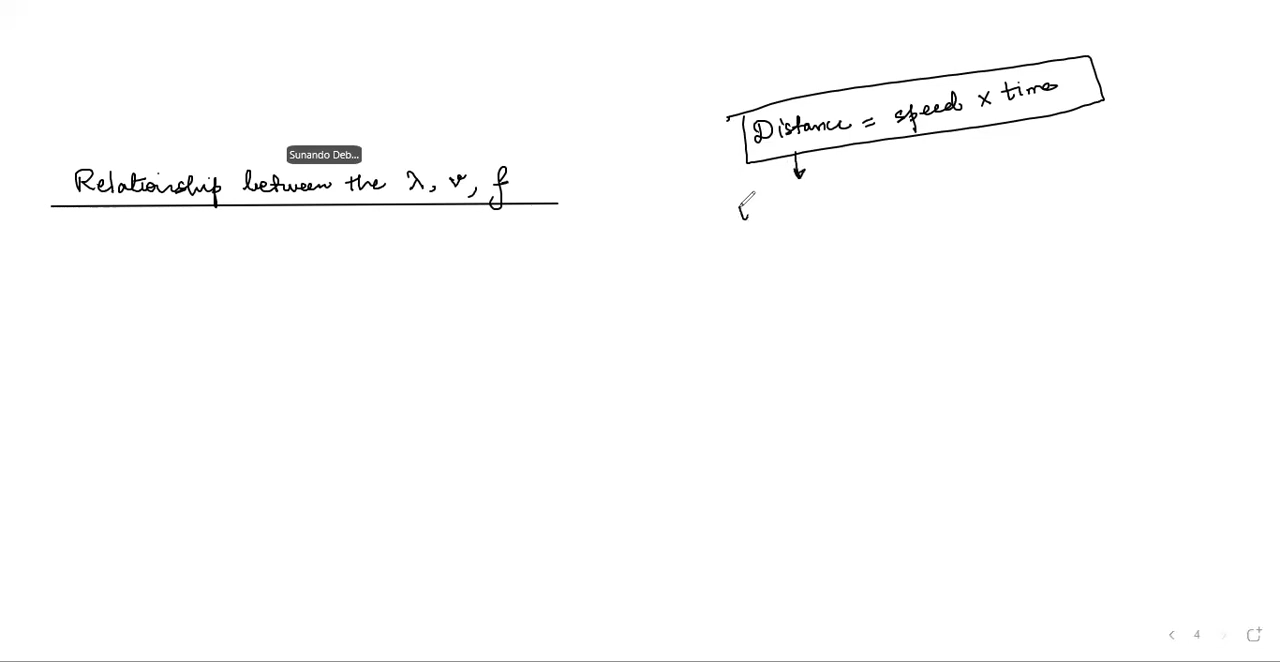 Distance = speed × time
Sunando Deb...
Relationship between the λ, v, f
4